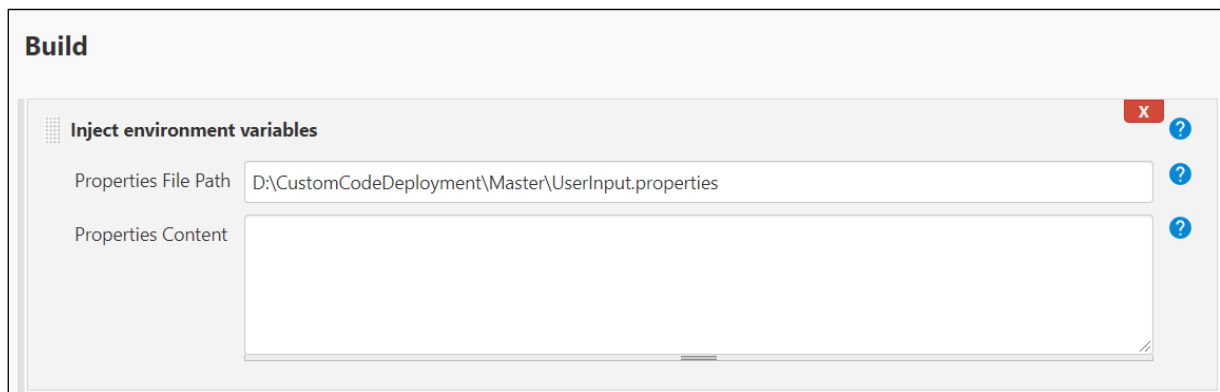 Build
X
Inject environment variables
?
Properties File Path D:\CustomCodeDeployment\Master\UserInput.properties ?
Properties Content ?